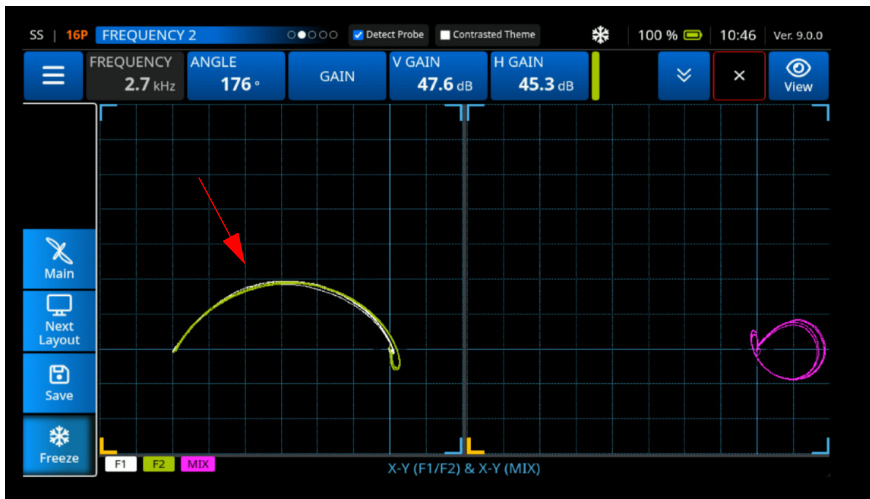 SS | 16P FREQUENCY 2 Detect Probe Contrasted Theme 100 % 10:46 Ver. 9.0.0
FREQUENCY ANGLE GAIN V GAIN H GAIN
2.7 kHz 176 ° 47.6 dB 45.3 dB × View
Main
Next
Layout
Save
Freeze
F1 F2 MIX X-Y (F1/F2) & X-Y (MIX)